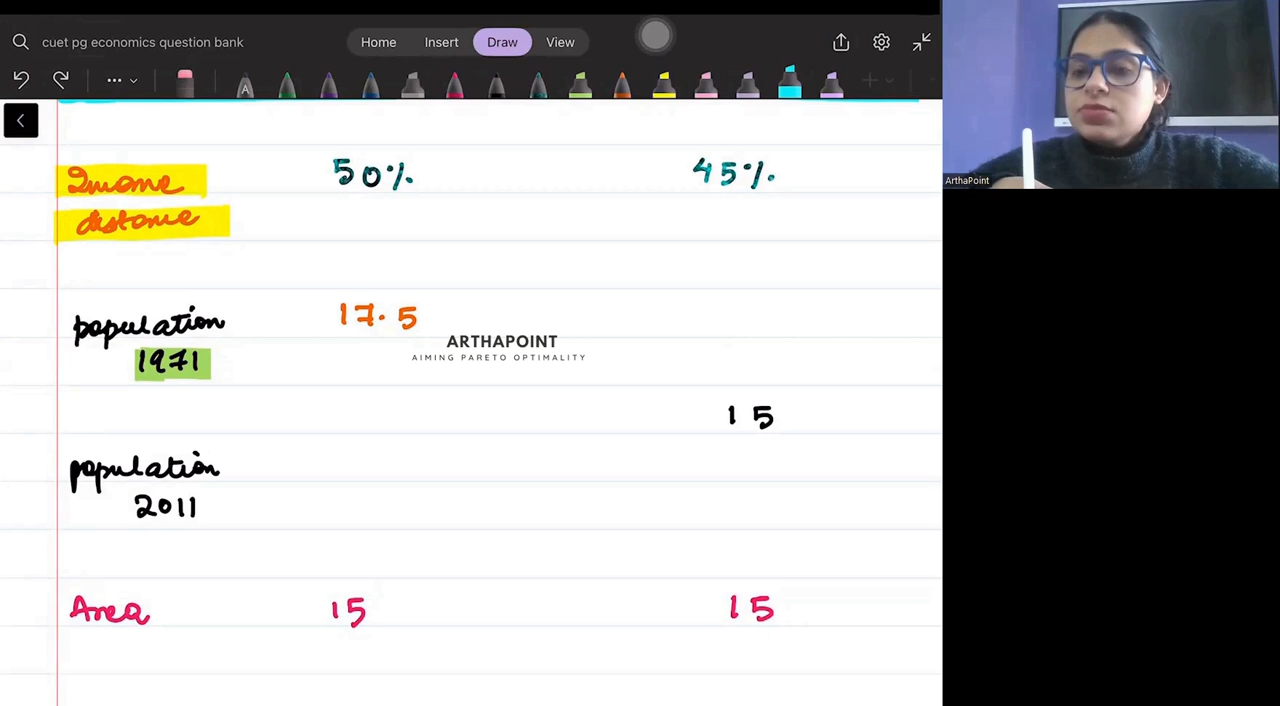 cuet pg economics question bank
Home Insert Draw View
A
Income 50% 45%
distance
population 17.5
1971
ARTHAPOINT
AIMING PARETO OPTIMALITY
15
population
2011
Area 15 15
ArthaPoint